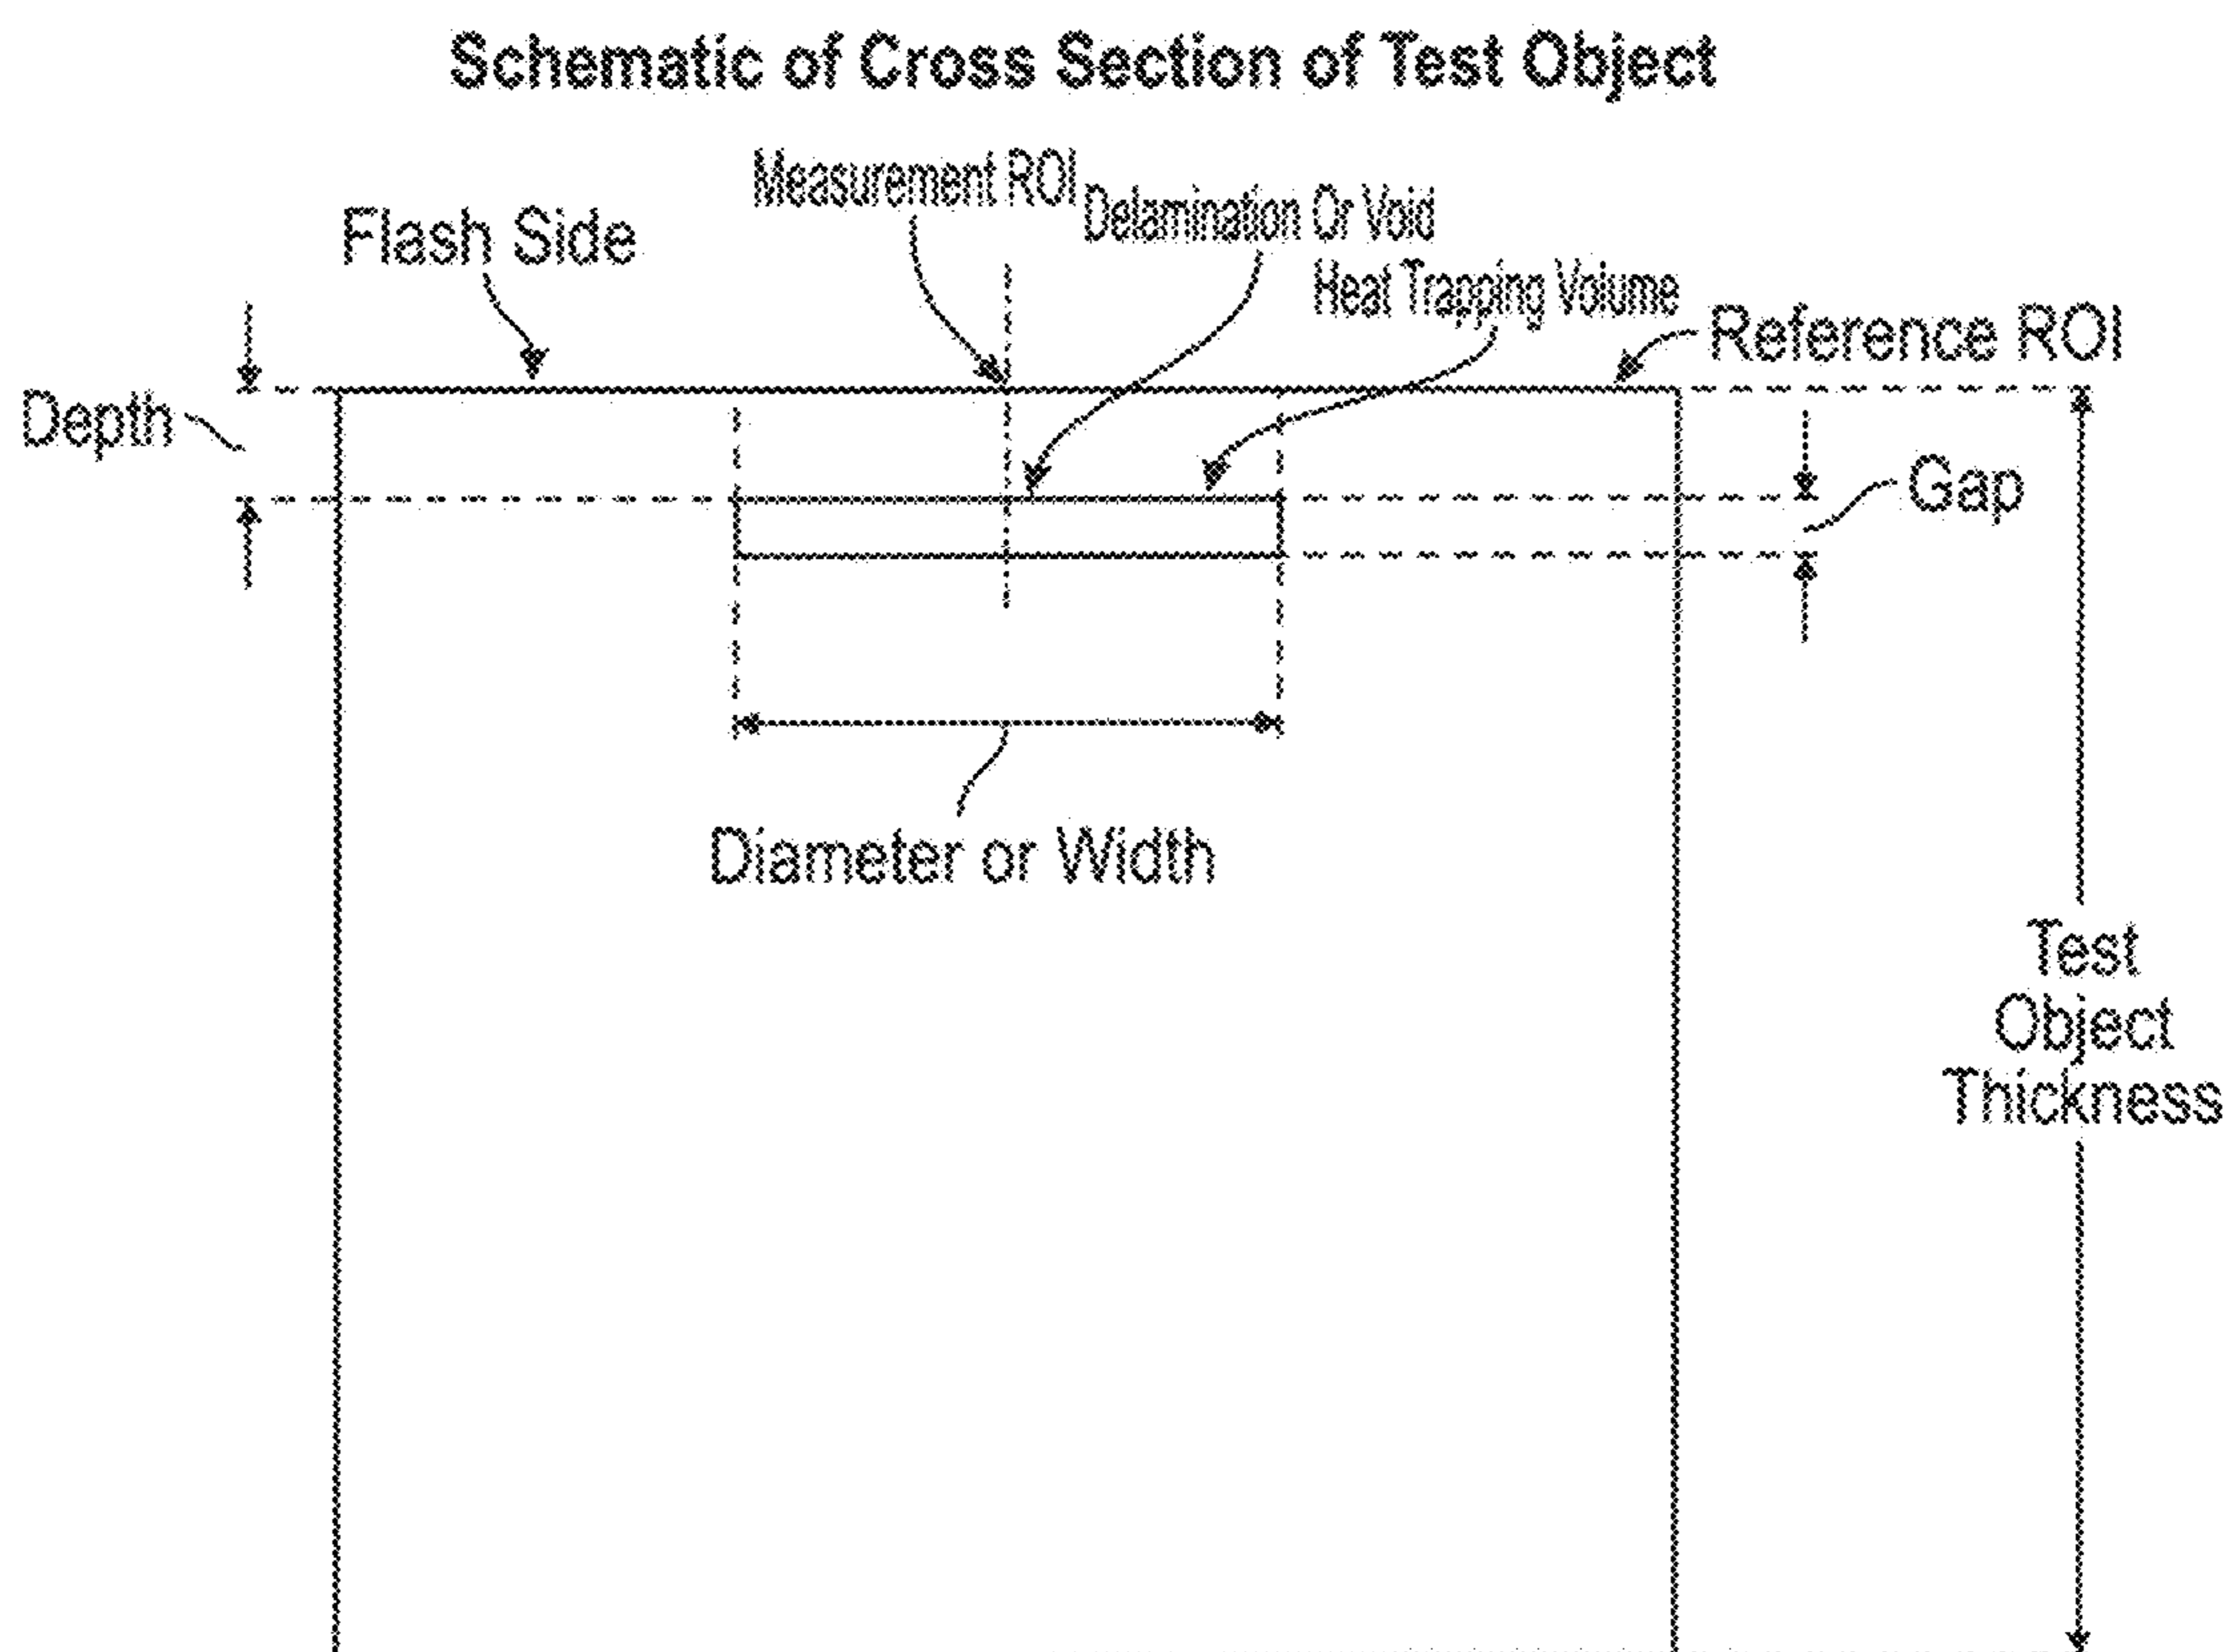 Schematic of Cross Section of Test Object
Measurement ROI
Delamination Or Void
Flash Side
Heat Trapping Volume
Reference ROI
Depth
Gap
Diameter or Width
Test
Object
Thickness